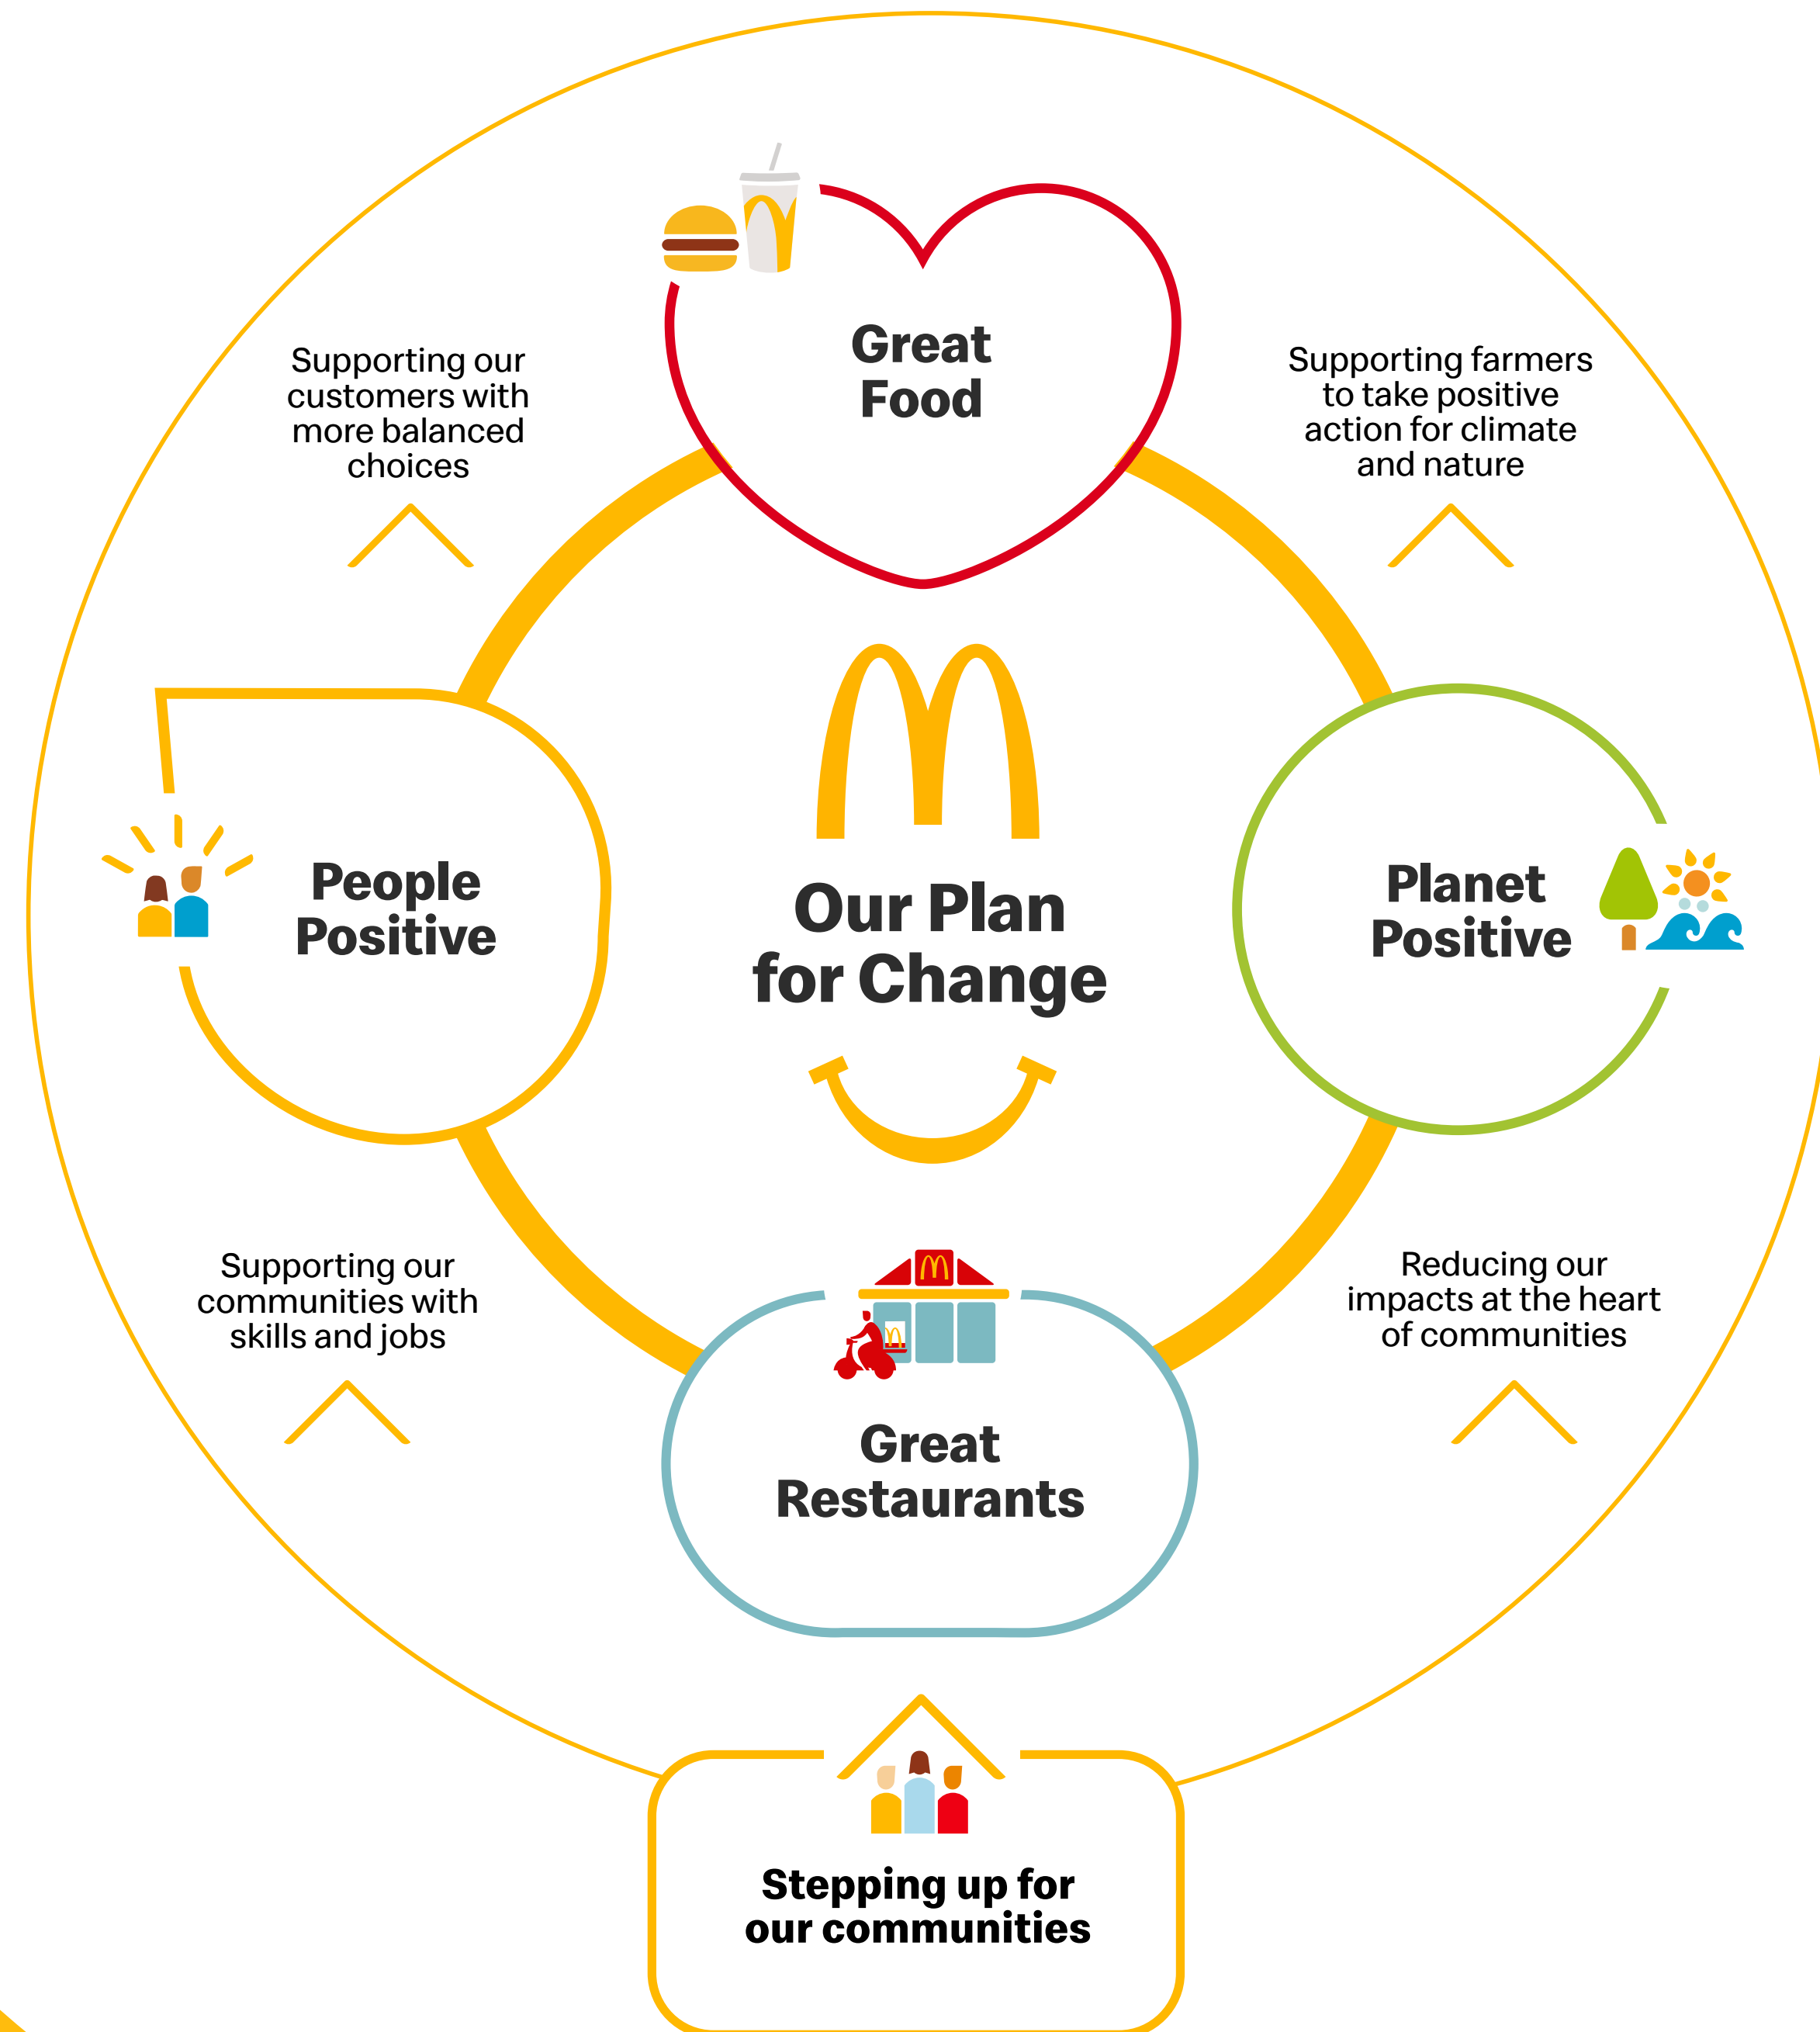 Great
Food
Supporting our
customers with
more balanced
choices
Supporting farmers
to take positive
action for climate
and nature
People
Positive
Our Plan
for Change
Planet
Positive
Supporting our
communities with
skills and jobs
Reducing our
impacts at the heart
of communities
Great
Restaurants
Stepping up for
our communities